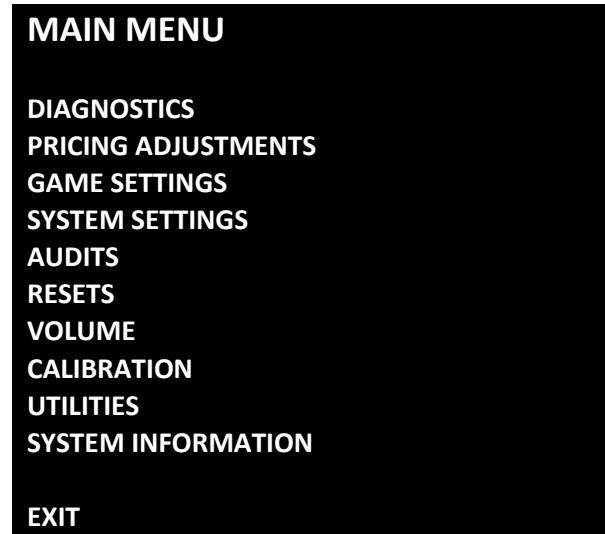 MAIN MENU
DIAGNOSTICS
PRICING ADJUSTMENTS
GAME SETTINGS
SYSTEM SETTINGS
AUDITS
RESETS
VOLUME
CALIBRATION
UTILITIES
SYSTEM INFORMATION
EXIT